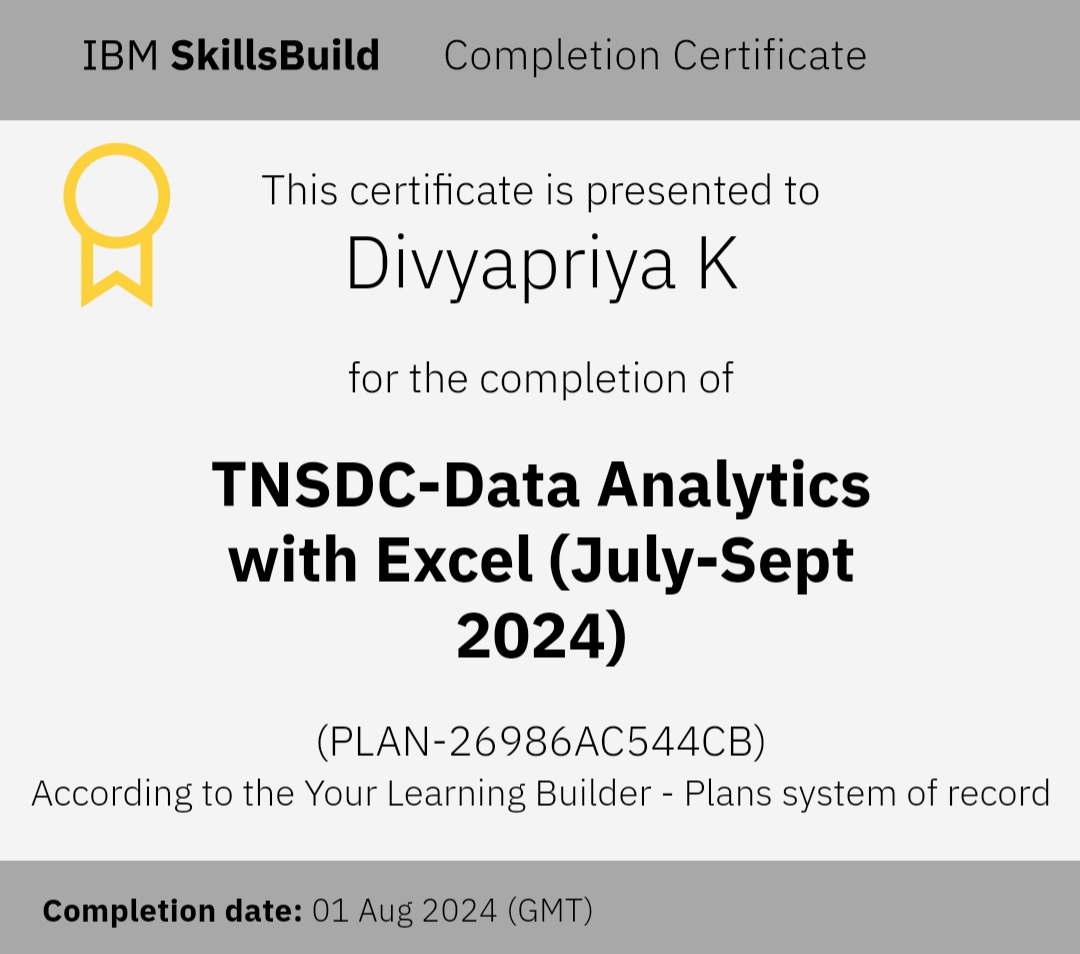 IBM SkillsBuild Completion Certificate
This certificate is presented to
Divyapriya K
for the completion of
TNSDC-Data Analytics
with Excel (July-Sept
2024)
(PLAN-26986AC544CB)
According to the Your Learning Builder - Plans system of record
Completion date: 01 Aug 2024 (GMT)